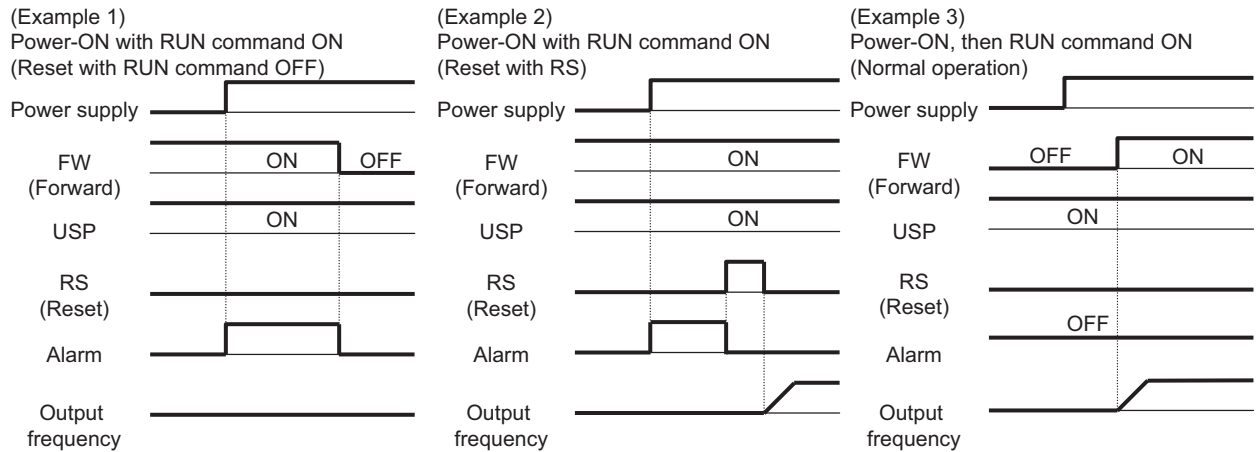 (Example 1)
Power-ON with RUN command ON
(Reset with RUN command OFF)
Power supply
FW
(Forward)
ON
OFF
USP
ON
RS
(Reset)
Alarm
Output
frequency
(Example 2)
Power-ON with RUN command ON
(Reset with RS)
Power supply
FW
(Forward)
ON
USP
ON
RS
(Reset)
Alarm
Output
frequency
(Example 3)
Power-ON, then RUN command ON
(Normal operation)
Power supply
FW
(Forward)
OFF
ON
USP
ON
RS
(Reset)
OFF
Alarm
Output
frequency